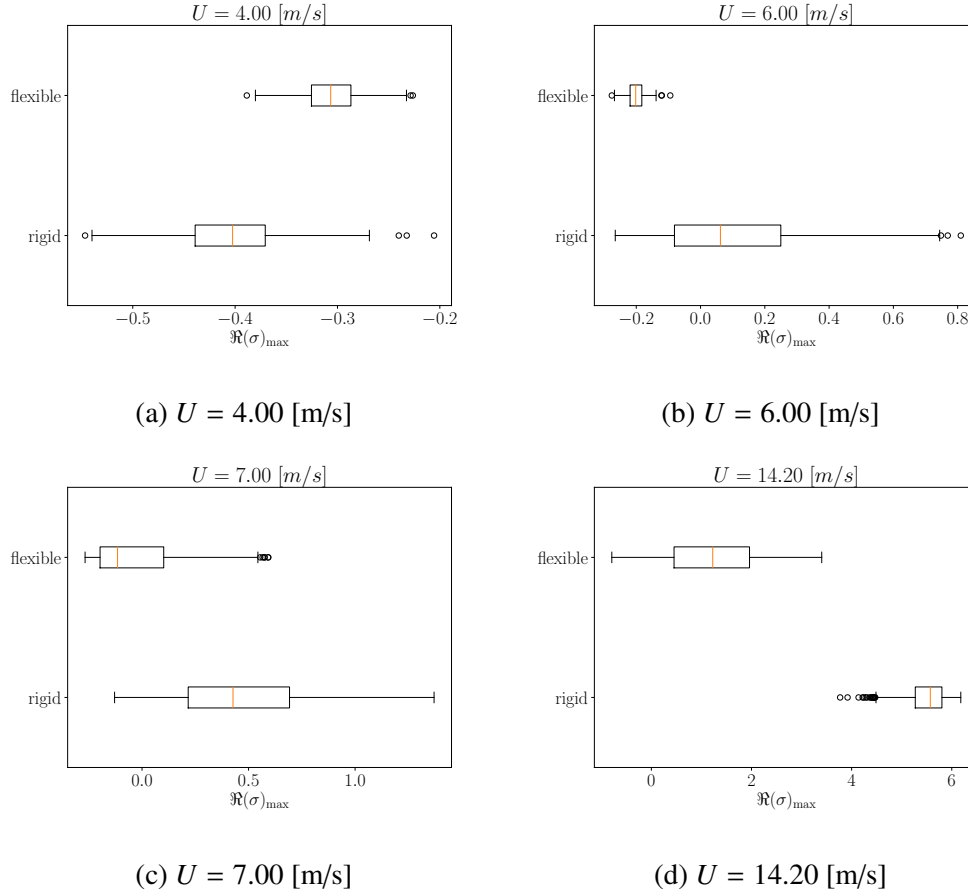 U = 4.00 [m/s]
flexible
rigid
−0.5 −0.4 −0.3 −0.2
ℜ(σ)max
(a) U = 4.00 [m/s]
U = 6.00 [m/s]
flexible
rigid
−0.2 0.0 0.2 0.4 0.6 0.8
ℜ(σ)max
(b) U = 6.00 [m/s]
U = 7.00 [m/s]
flexible
rigid
0.0 0.5 1.0
ℜ(σ)max
(c) U = 7.00 [m/s]
U = 14.20 [m/s]
flexible
rigid
0 2 4 6
ℜ(σ)max
(d) U = 14.20 [m/s]